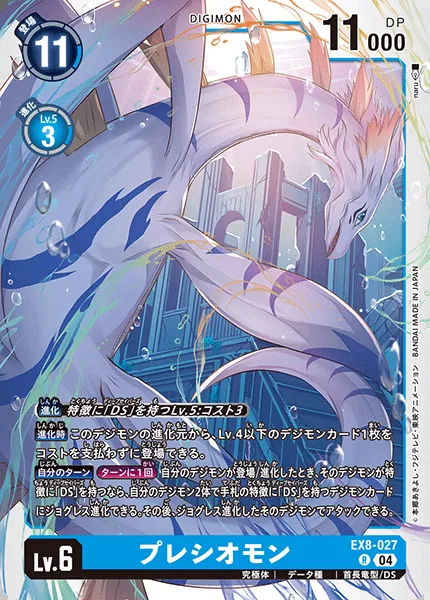 登場
11
DIGIMON
11000
DP
進化
Lv.5
3
naru
©本郷あきよし・フジテレビ・東映アニメーション BANDAI MADE IN JAPAN
進化 特徴に「DS」を持つLv.5:コスト3
進化時 このデジモンの進化元から、Lv.4以下のデジモンカード1枚を
コストを支払わずに登場できる。
自分のターン ターンに1回 自分のデジモンが登場/進化したとき、そのデジモンが特
徴に「DS」を持つなら、自分のデジモン2体で手札の特徴に「DS」を持つデジモンカード
にジョグレス進化できる。その後、ジョグレス進化したそのデジモンでアタックできる。
Lv.6
プレシオモン
EX8-027
R 04
究極体 | データ種 | 首長竜型/DS